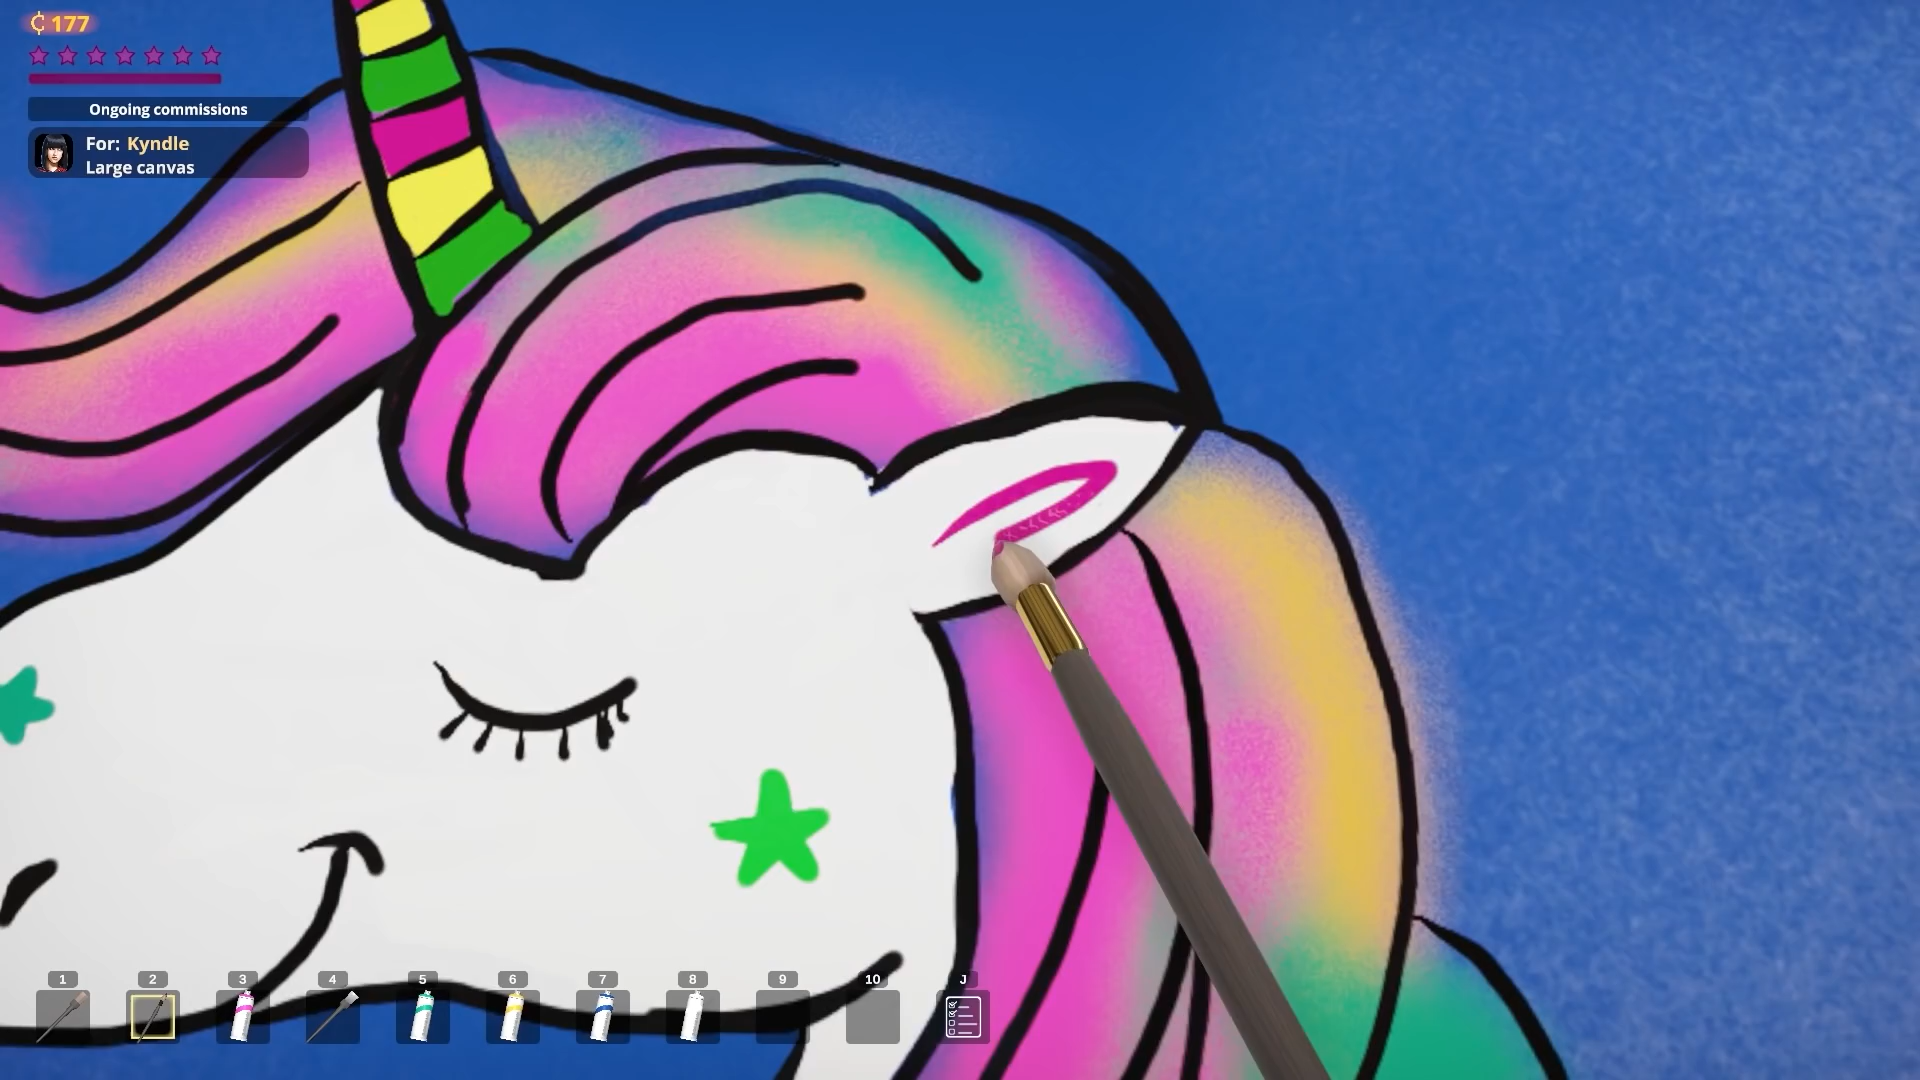 177
Ongoing commissions
For: Kyndle
Large canvas
1 2 3 4 5 6 7 8 9 10 J